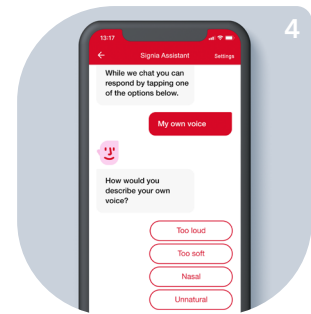 4
13:17
Signia Assistant Settings
While we chat you can
respond by tapping one
of the options below.
My own voice
How would you
describe your own
voice?
Too loud
Too soft
Nasal
Unnatural